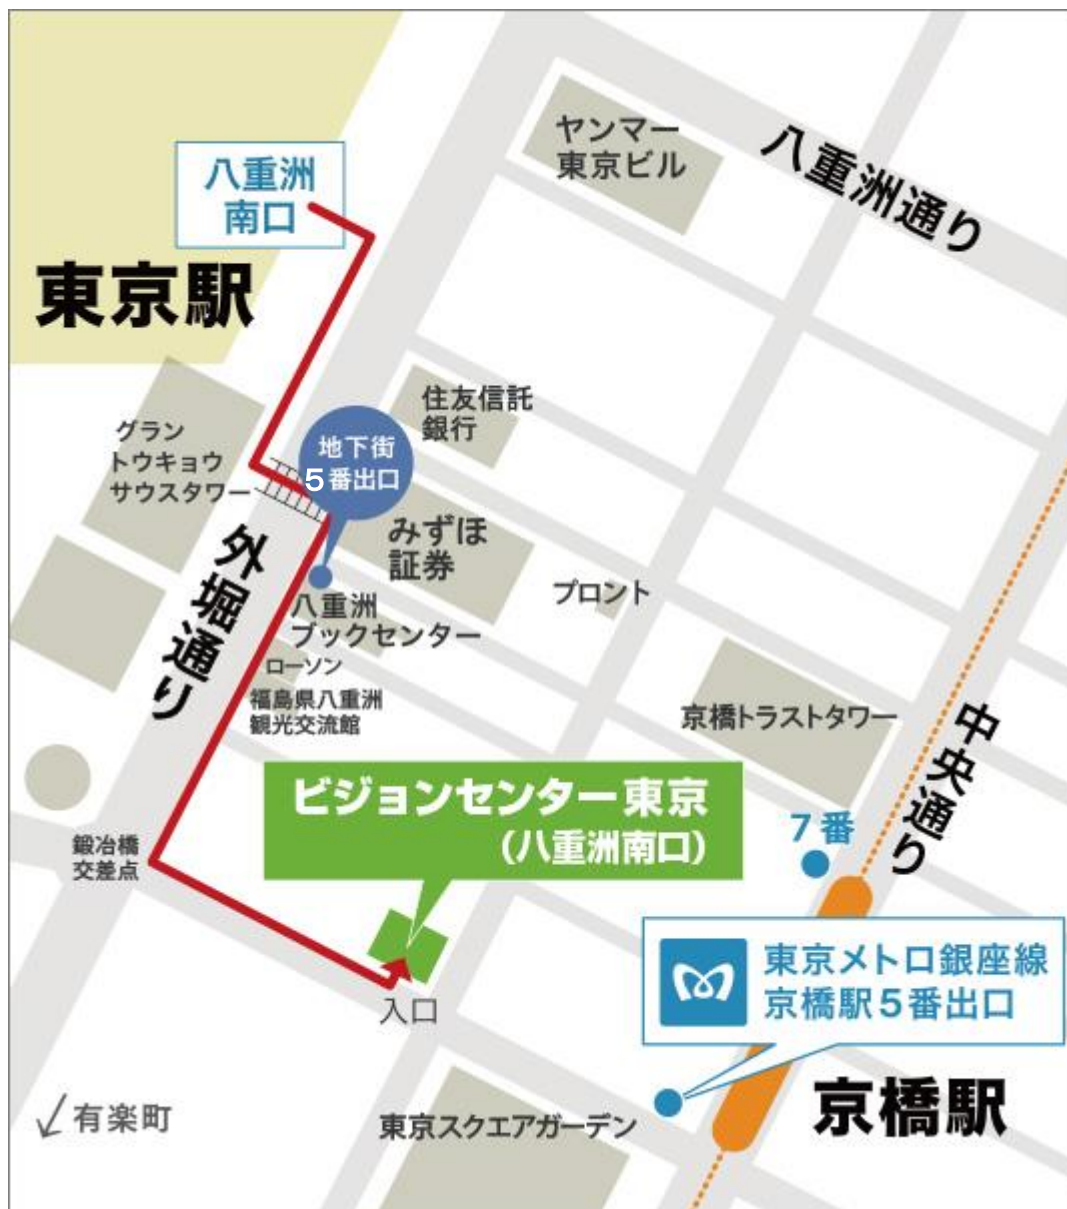 ヤンマー
東京ビル
八重洲通り
八重洲
南口
東京駅
住友信託
銀行
グラン
トウキョウ
サウスタワー
地下街
5番出口
みずほ
証券
外堀通り
プロント
八重洲
ブックセンター
ローソン
福島県八重洲
観光交流館
京橋トラストタワー
中央通り
ビジョンセンター東京
(八重洲南口)
7番
鍛冶橋
交差点
東京メトロ銀座線
京橋駅5番出口
入口
京橋駅
有楽町
東京スクエアガーデン